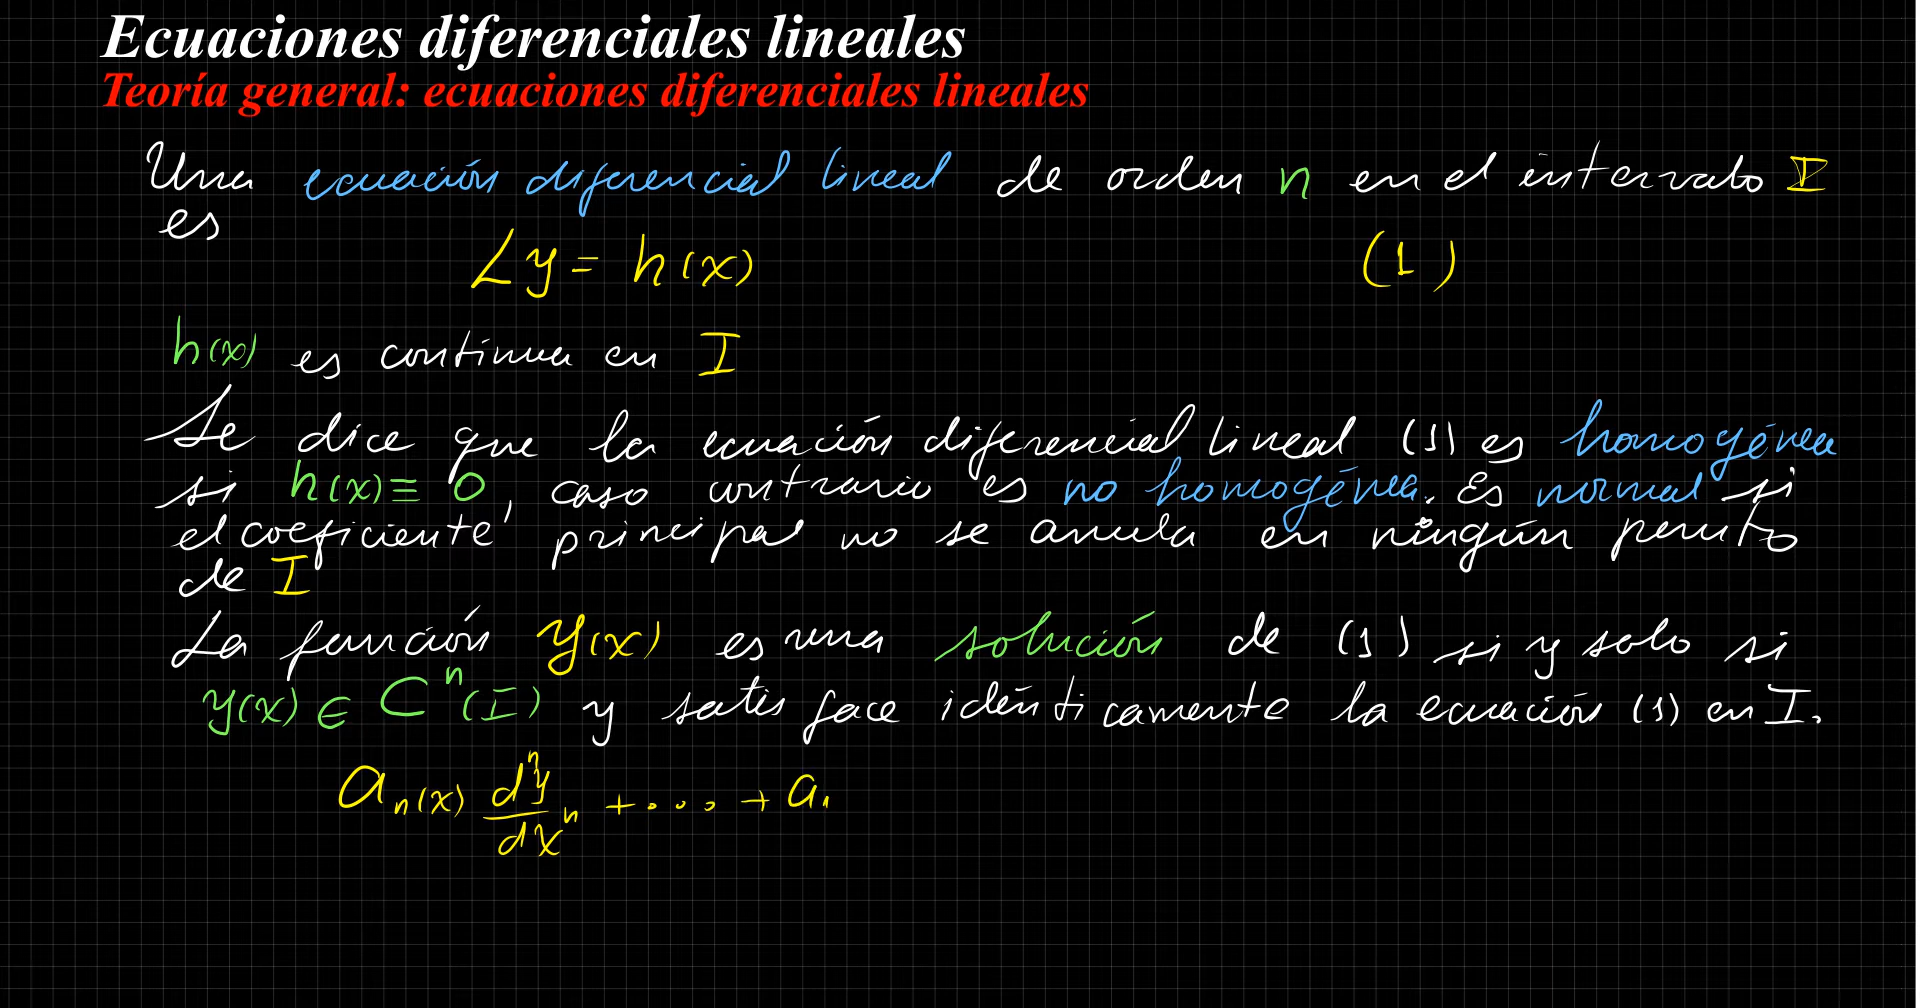 Ecuaciones diferenciales lineales
Teoría general: ecuaciones diferenciales lineales
Una ecuación diferencial lineal de orden n en el intervalo I
es
Ly = h(x) (1)
h(x) es continua en I
Se dice que la ecuación diferencial lineal (1) es homogénea
si h(x) ≡ 0, caso contrario es no homogénea. Es normal si
el coeficiente principal no se anula en ningún punto
de I
La función y(x) es una solución de (1) si y solo si
y(x) ∈ Cⁿ(I) y satisface idénticamente la ecuación (1) en I.
aₙ(x) dⁿy/dxⁿ + .... + a₁